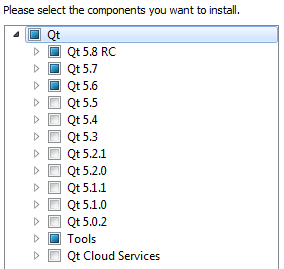 Please select the components you want to install.
Qt
Qt 5.8 RC
Qt 5.7
Qt 5.6
Qt 5.5
Qt 5.4
Qt 5.3
Qt 5.2.1
Qt 5.2.0
Qt 5.1.1
Qt 5.1.0
Qt 5.0.2
Tools
Qt Cloud Services